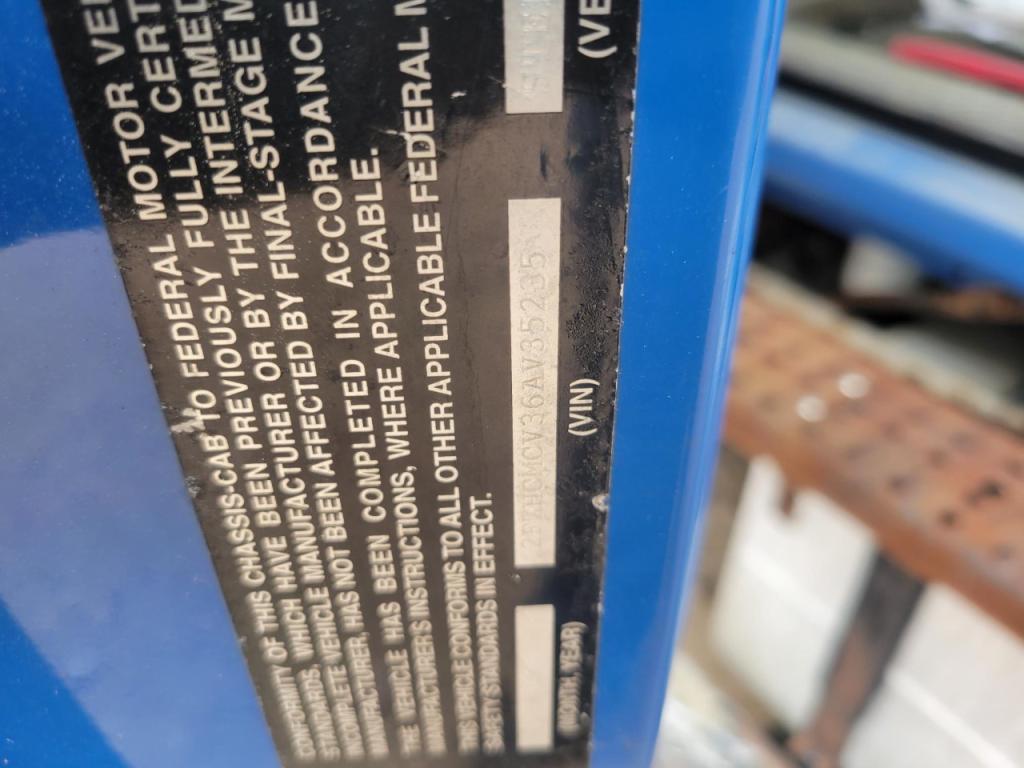 MOTOR
CONFORMITY OF THIS CHASSIS-CAB TO FEDERAL
STANDARDS, WHICH HAVE BEEN PREVIOUSLY FULLY CERT
INCOMPLETE VEHICLE MANUFACTURER OR BY THE INTERMED
MANUFACTURER, HAS NOT BEEN AFFECTED BY FINAL-STAGE M
THE VEHICLE HAS BEEN COMPLETED IN ACCORDANCE
MANUFACTURER'S INSTRUCTIONS, WHERE APPLICABLE.
THIS VEHICLE CONFORMS TO ALL OTHER APPLICABLE FEDERAL M
SAFETY STANDARDS IN EFFECT.
2FZHCMCV36AV35235
(MONTH, YEAR) (VIN) (VE